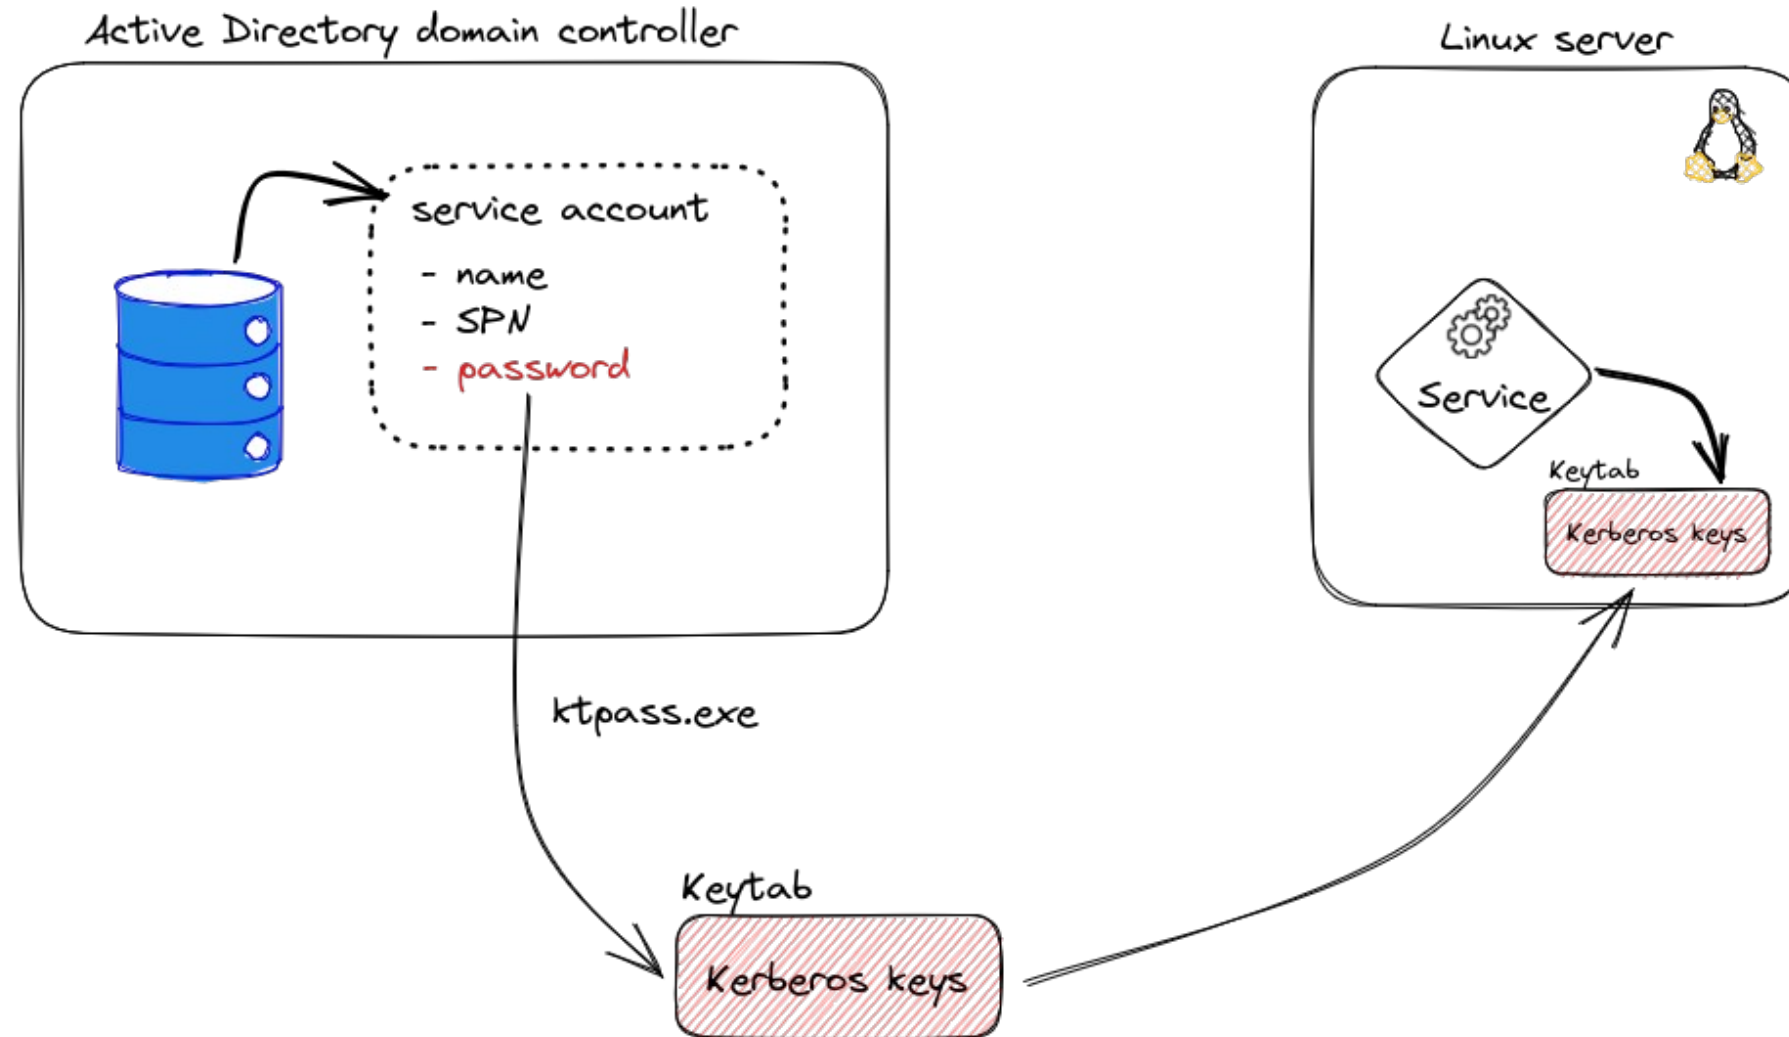 Active Directory domain controller
service account
- name
- SPN
- password
ktpass.exe
Keytab
Kerberos keys
Linux server
Service
Keytab
Kerberos keys